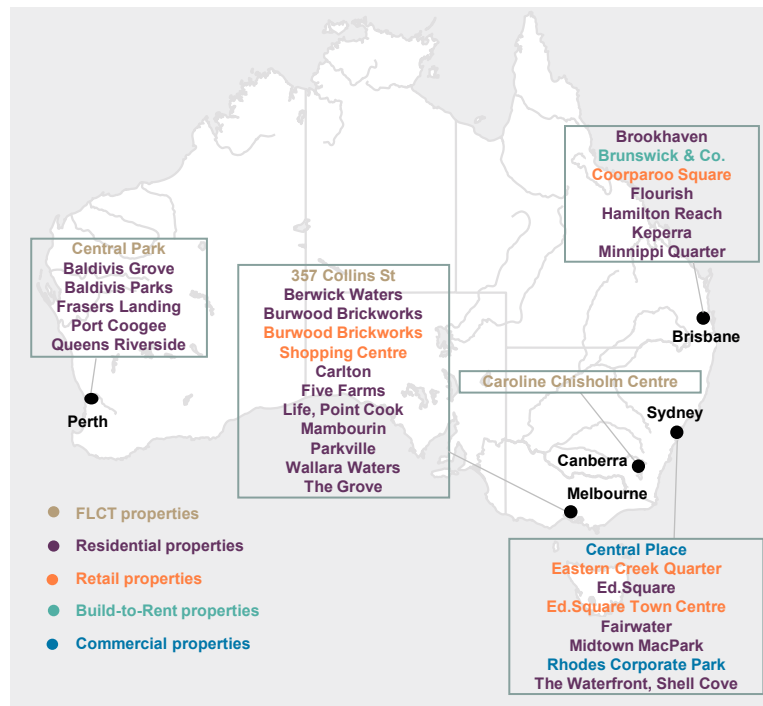 Brookhaven
Brunswick & Co.
Coorparoo Square
Flourish
Hamilton Reach
Keperra
Minnippi Quarter
Brisbane
Central Park
Baldivis Grove
Baldivis Parks
Frasers Landing
Port Coogee
Queens Riverside
Perth
357 Collins St
Berwick Waters
Burwood Brickworks
Burwood Brickworks
Shopping Centre
Carlton
Five Farms
Life, Point Cook
Mambourin
Parkville
Wallara Waters
The Grove
Caroline Chisholm Centre
Sydney
Canberra
Melbourne
FLCT properties
Residential properties
Retail properties
Build-to-Rent properties
Commercial properties
Central Place
Eastern Creek Quarter
Ed.Square
Ed.Square Town Centre
Fairwater
Midtown MacPark
Rhodes Corporate Park
The Waterfront, Shell Cove